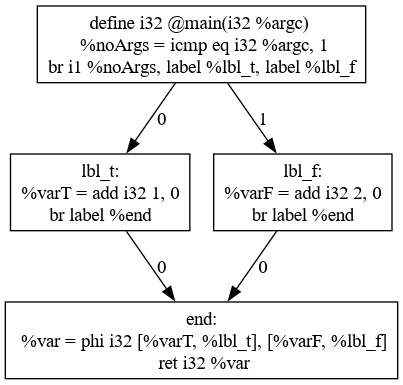 define i32 @main(i32 %argc)
%noArgs = icmp eq i32 %argc, 1
br i1 %noArgs, label %lbl_t, label %lbl_f
0
1
lbl_t:
%varT = add i32 1, 0
br label %end
lbl_f:
%varF = add i32 2, 0
br label %end
0
0
end:
%var = phi i32 [%varT, %lbl_t], [%varF, %lbl_f]
ret i32 %var